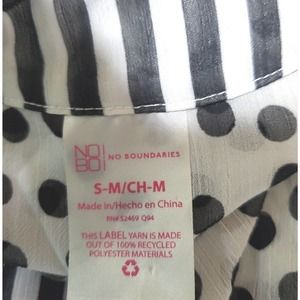 NO
BO
NO BOUNDARIES
S-M/CH-M
Made in/Hecho en China
RN# 52469 Q94
THIS LABEL YARN IS MADE
OUT OF 100% RECYCLED
POLYESTER MATERIALS